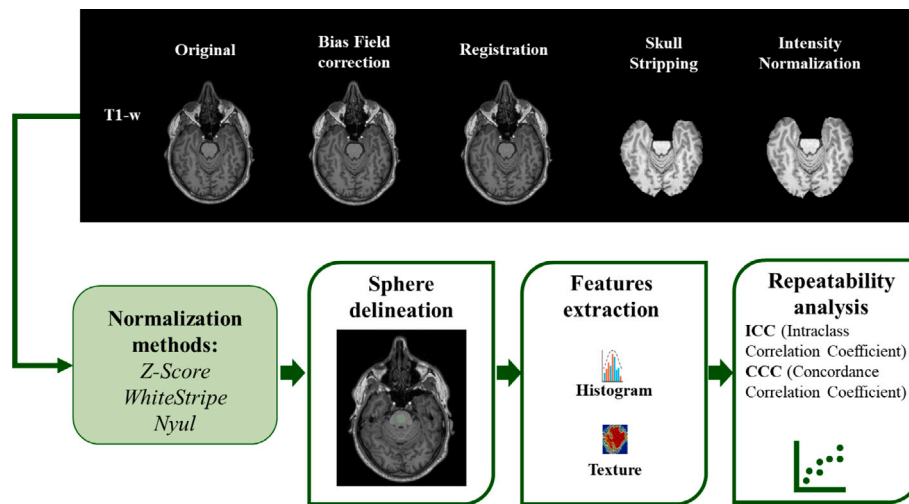 Original
Bias Field
correction
Registration
Skull
Stripping
Intensity
Normalization
T1-w
Normalization
methods:
Z-Score
WhiteStripe
Nyul
Sphere
delineation
Features
extraction
Histogram
Texture
Repeatability
analysis
ICC (Intraclass
Correlation Coefficient)
CCC (Concordance
Correlation Coefficient)